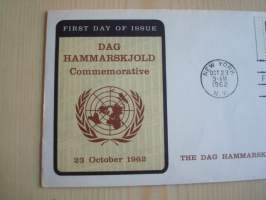 FIRST DAY OF ISSUE
DAG
HAMMARSKJOLD
Commemorative
23 October 1962
NEW YORK
OCT 23
1962
N.Y.
THE DAG HAMMARSK